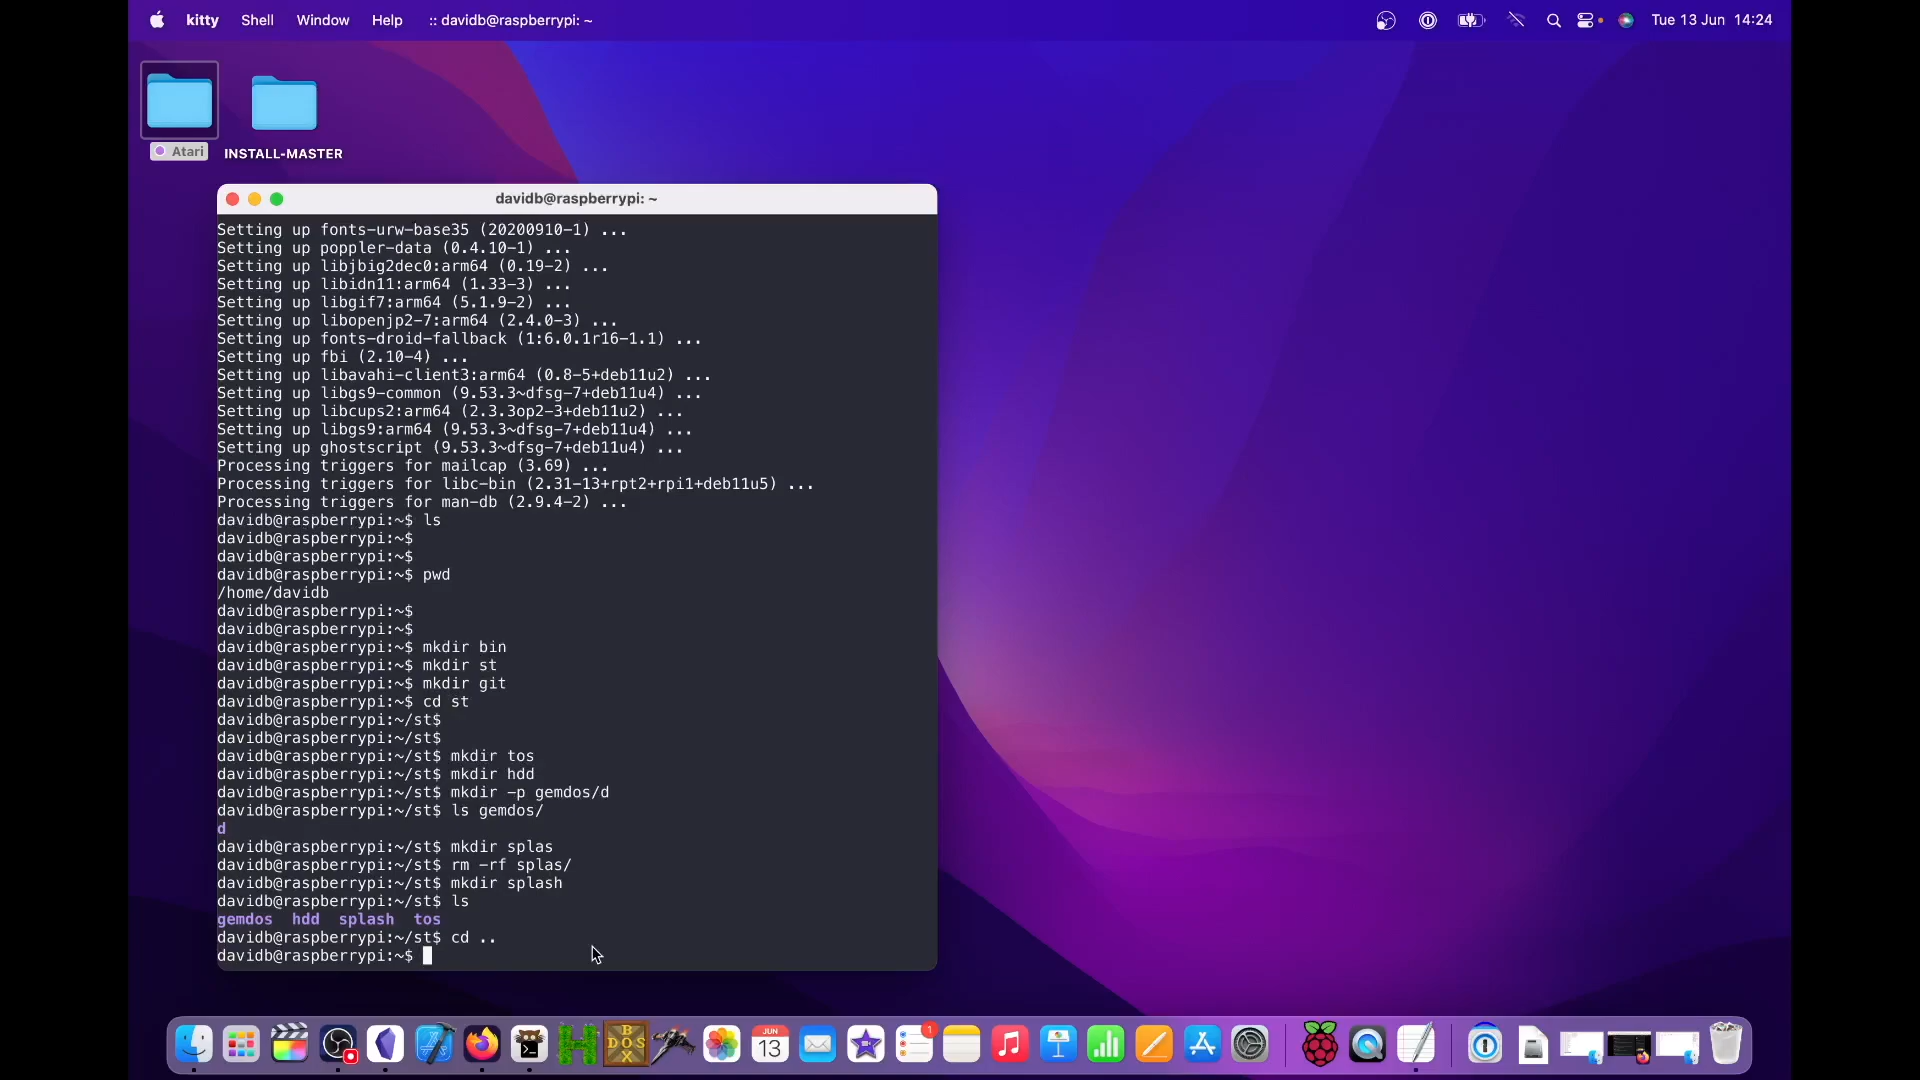 kitty Shell Window Help :: davidb@raspberrypi: ~ Tue 13 Jun 14:24
Atari INSTALL-MASTER
davidb@raspberrypi: ~
Setting up fonts-urw-base35 (20200910-1) ...
Setting up poppler-data (0.4.10-1) ...
Setting up libjbig2dec0:arm64 (0.19-2) ...
Setting up libidn11:arm64 (1.33-3) ...
Setting up libgif7:arm64 (5.1.9-2) ...
Setting up libopenjp2-7:arm64 (2.4.0-3) ...
Setting up fonts-droid-fallback (1:6.0.1r16-1.1) ...
Setting up fbi (2.10-4) ...
Setting up libavahi-client3:arm64 (0.8-5+deb11u2) ...
Setting up libgs9-common (9.53.3~dfsg-7+deb11u4) ...
Setting up libcups2:arm64 (2.3.3op2-3+deb11u2) ...
Setting up libgs9:arm64 (9.53.3~dfsg-7+deb11u4) ...
Setting up ghostscript (9.53.3~dfsg-7+deb11u4) ...
Processing triggers for mailcap (3.69) ...
Processing triggers for libc-bin (2.31-13+rpt2+rpi1+deb11u5) ...
Processing triggers for man-db (2.9.4-2) ...
davidb@raspberrypi:~$ ls
davidb@raspberrypi:~$
davidb@raspberrypi:~$
davidb@raspberrypi:~$ pwd
/home/davidb
davidb@raspberrypi:~$
davidb@raspberrypi:~$
davidb@raspberrypi:~$ mkdir bin
davidb@raspberrypi:~$ mkdir st
davidb@raspberrypi:~$ mkdir git
davidb@raspberrypi:~$ cd st
davidb@raspberrypi:~/st$
davidb@raspberrypi:~/st$
davidb@raspberrypi:~/st$ mkdir tos
davidb@raspberrypi:~/st$ mkdir hdd
davidb@raspberrypi:~/st$ mkdir -p gemdos/d
davidb@raspberrypi:~/st$ ls gemdos/
d
davidb@raspberrypi:~/st$ mkdir splas
davidb@raspberrypi:~/st$ rm -rf splas/
davidb@raspberrypi:~/st$ mkdir splash
davidb@raspberrypi:~/st$ ls
gemdos hdd splash tos
davidb@raspberrypi:~/st$ cd ..
davidb@raspberrypi:~$
BOX
DOS
BOX
JUN
13
1